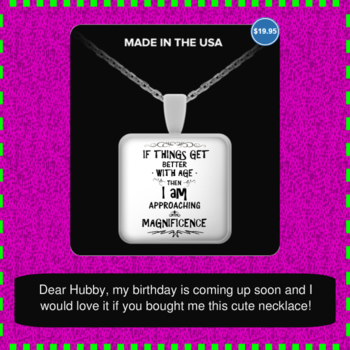 MADE IN THE USA
$19.95
IF THINGS GET
BETTER
WITH AGE
THEN
I AM
APPROACHING
MAGNIFICENCE
Dear Hubby, my birthday is coming up soon and I
would love it if you bought me this cute necklace!